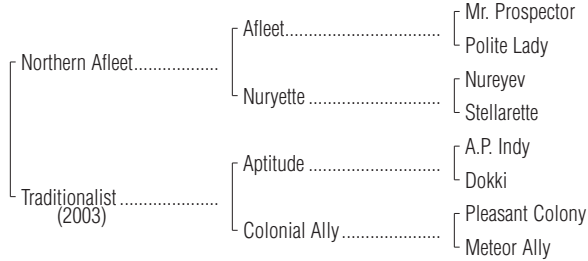 Mr. Prospector
Afleet
Polite Lady
Northern Afleet
Nureyev
Nuryette
Stellarette
A.P. Indy
Aptitude
Dokki
Traditionalist
(2003)
Pleasant Colony
Colonial Ally
Meteor Ally